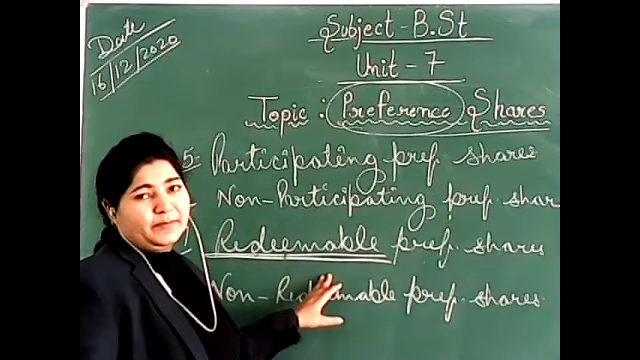 Date
16/12/2020
Subject - B.St
Unit - 7
Topic : Preference Shares
5. Participating pref. shares
Non-Participating pref. shar
Redeemable pref. shares
Non-Redeemable pref. shares